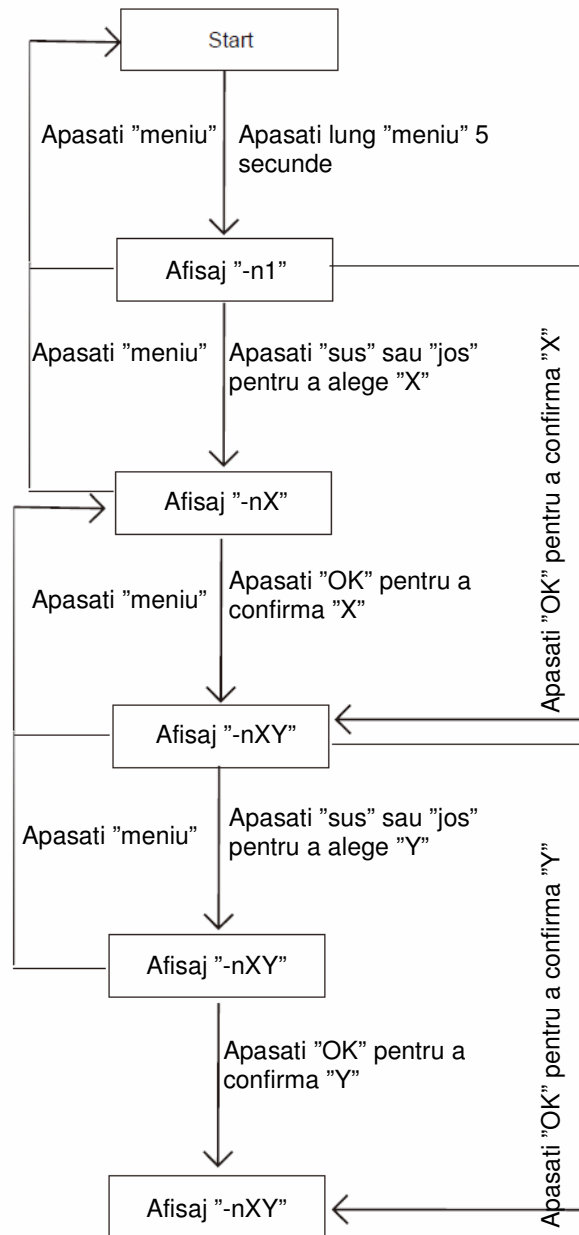 Start
Apasati ”meniu”
Apasati lung ”meniu” 5
secunde
Afisaj ”-n1”
Apasati ”meniu”
Apasati ”sus” sau ”jos”
pentru a alege ”X”
Apasati ”OK” pentru a confirma ”X”
Afisaj ”-nX”
Apasati ”meniu”
Apasati ”OK” pentru a
confirma ”X”
Afisaj ”-nXY”
Apasati ”meniu”
Apasati ”sus” sau ”jos”
pentru a alege ”Y”
Apasati ”OK” pentru a confirma ”Y”
Afisaj ”-nXY”
Apasati ”OK” pentru a
confirma ”Y”
Afisaj ”-nXY”